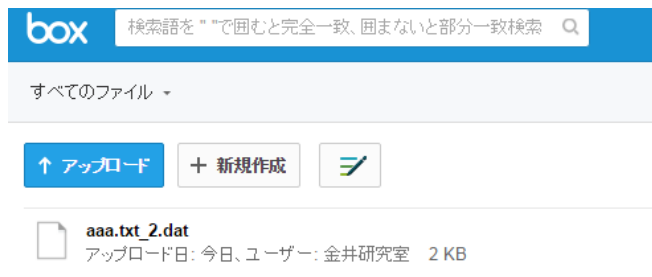 box
検索語を " "で囲むと完全一致、囲まないと部分一致検索
すべてのファイル
アップロード
新規作成
aaa.txt_2.dat
アップロード日: 今日、ユーザー: 金井研究室 2 KB